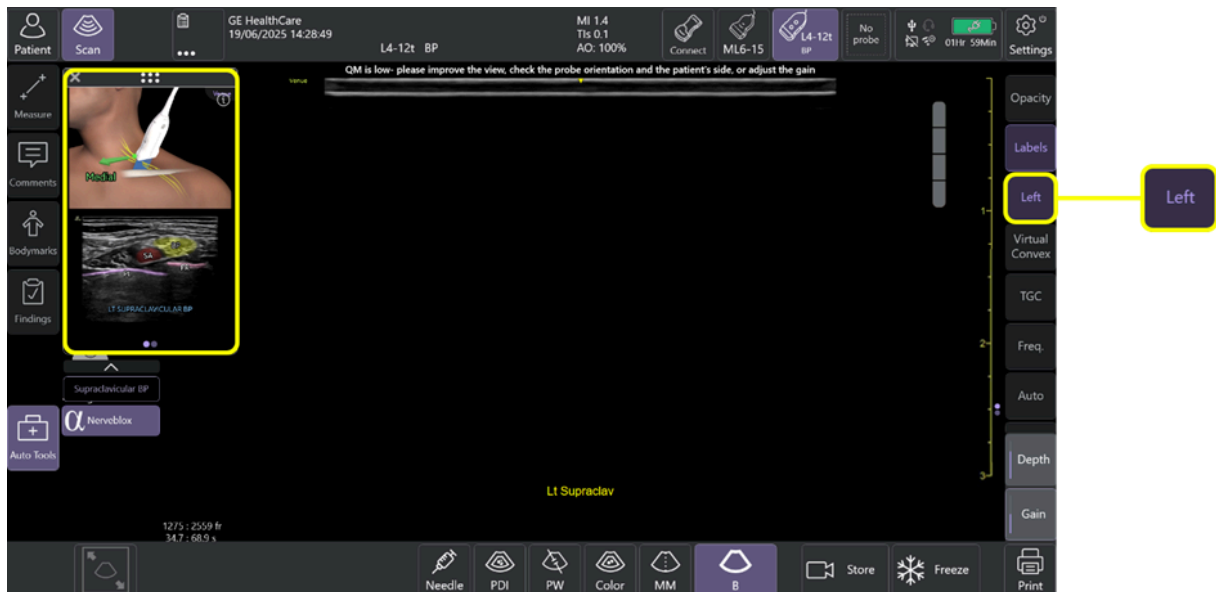 Patient
Scan
GE HealthCare
19/06/2025 14:28:49
L4-12t BP
MI 1.4
TIs 0.1
AO: 100%
Connect
ML6-15
L4-12t
BP
No
probe
01Hr 59Min
Settings
QM is low- please improve the view, check the probe orientation and the patient's side, or adjust the gain
Venue
Measure
Comments
Bodymarks
Findings
Auto Tools
Medial
SA
LT SUPRACLAVICULAR BP
Supraclavicular BP
α Nerveblox
1
2
3
Lt Supraclav
1275 : 2559 fr
34.7 : 68.9 s
Opacity
Labels
Left
Left
Virtual
Convex
TGC
Freq.
Auto
Depth
Gain
Needle
PDI
PW
Color
MM
B
Store
Freeze
Print